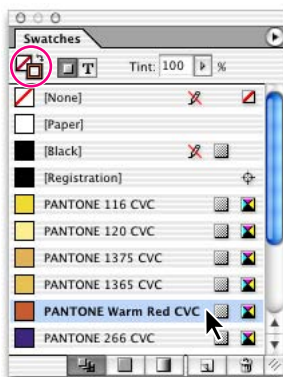 Swatches
T Tint: 100 %
[None]
[Paper]
[Black]
[Registration]
PANTONE 116 CVC
PANTONE 120 CVC
PANTONE 1375 CVC
PANTONE 1365 CVC
PANTONE Warm Red CVC
PANTONE 266 CVC